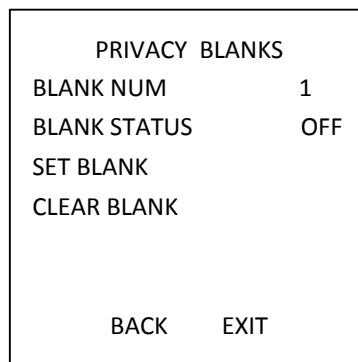 PRIVACY BLANKS
BLANK NUM 1
BLANK STATUS OFF
SET BLANK
CLEAR BLANK
BACK EXIT